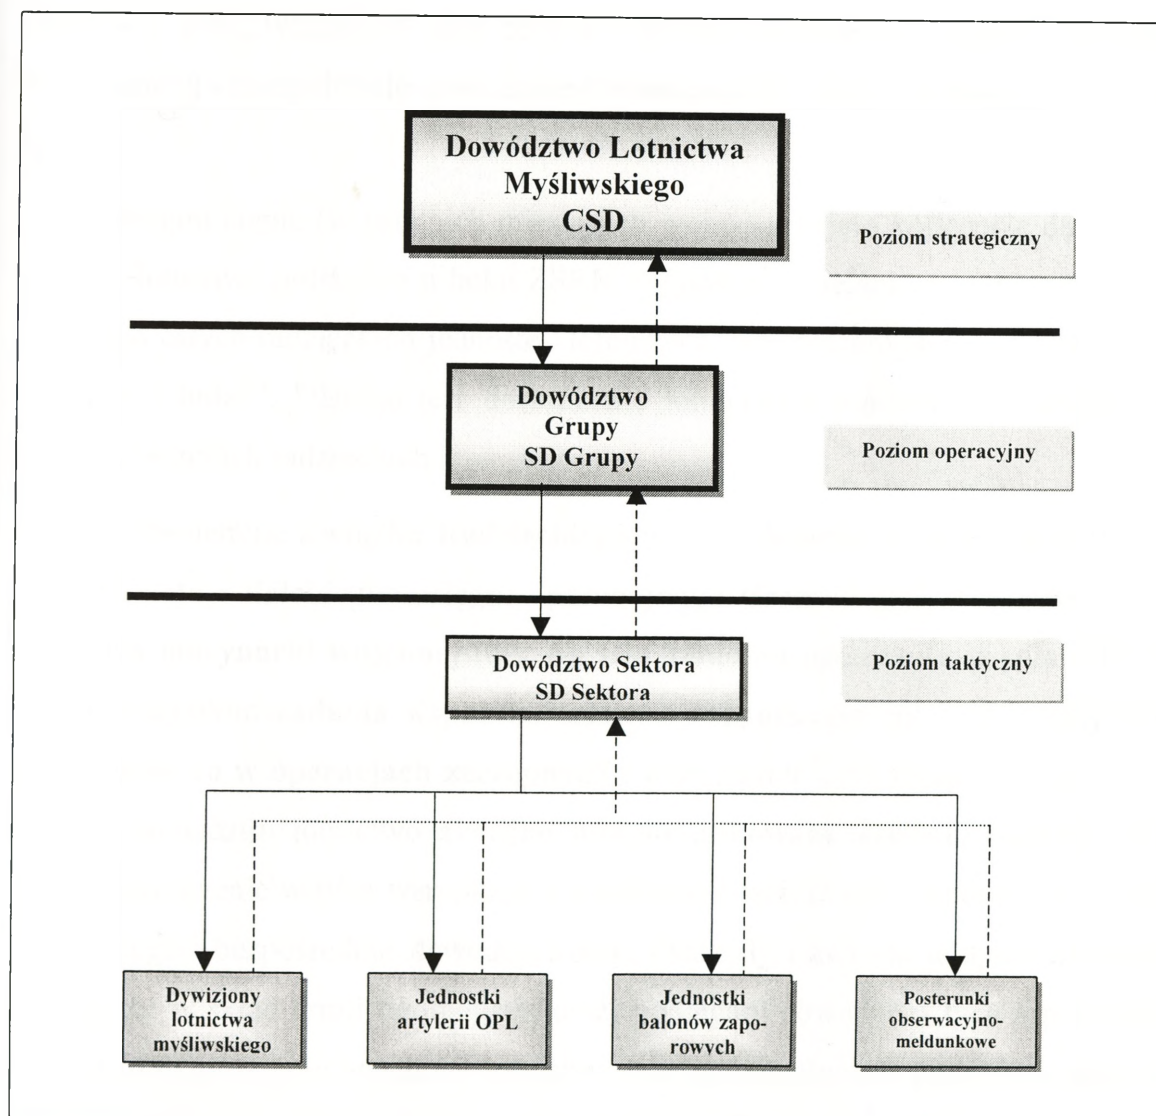 Dowództwo Lotnictwa
Myśliwskiego
CSD
Poziom strategiczny
Dowództwo
Grupy
SD Grupy
Poziom operacyjny
Dowództwo Sektora
SD Sektora
Poziom taktyczny
Dywizjony
lotnictwa
myśliwskiego
Jednostki
artylerii OPL
Jednostki
balonów zapo-
rowych
Posterunki
obserwacyjno-
meldunkowe